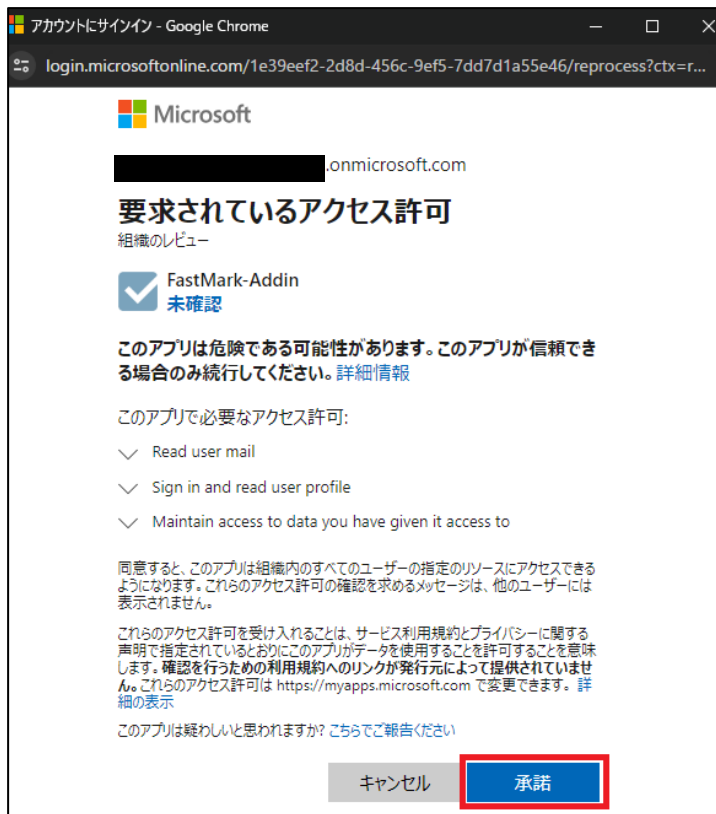 アカウントにサインイン - Google Chrome
login.microsoftonline.com/1e39eef2-2d8d-456c-9ef5-7dd7d1a55e46/reprocess?ctx=r...
Microsoft
.onmicrosoft.com
要求されているアクセス許可
組織のレビュー
FastMark-Addin
未確認
このアプリは危険である可能性があります。このアプリが信頼でき
る場合のみ続行してください。詳細情報
このアプリで必要なアクセス許可:
Read user mail
Sign in and read user profile
Maintain access to data you have given it access to
同意すると、このアプリは組織内のすべてのユーザーの指定のリソースにアクセスできる
ようになります。これらのアクセス許可の確認を求めるメッセージは、他のユーザーには
表示されません。
これらのアクセス許可を受け入れることは、サービス利用規約とプライバシーに関する
声明で指定されているとおりにこのアプリがデータを使用することを許可することを意味
します。確認を行うための利用規約へのリンクが発行元によって提供されていませ
ん。これらのアクセス許可は https://myapps.microsoft.com で変更できます。詳
細の表示
このアプリは疑わしいと思われますか? こちらでご報告ください
キャンセル
承諾